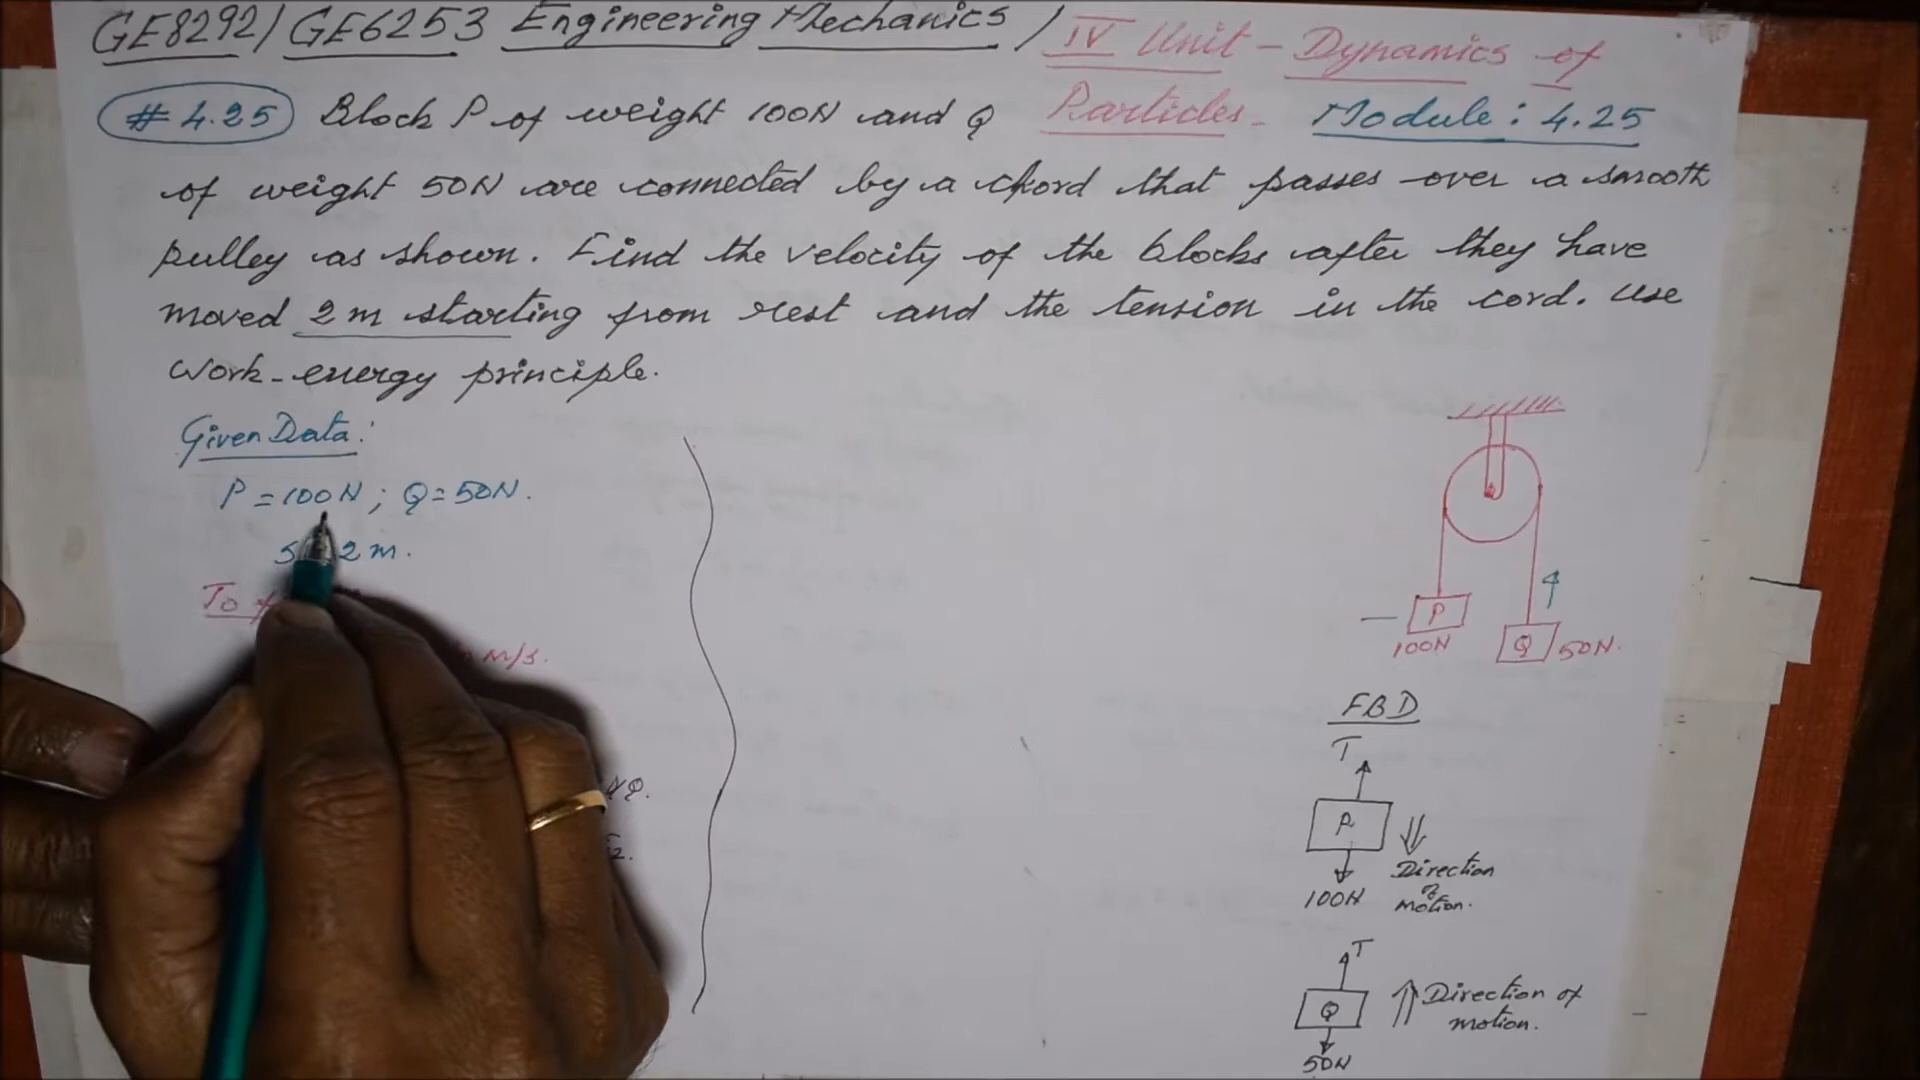 GE8292/ GE6253 Engineering Mechanics / IV Unit - Dynamics of
Particles. Module: 4.25
# 4.25 Block P of weight 100N and Q
of weight 50N are connected by a chord that passes over a smooth
pulley as shown. Find the velocity of the blocks after they have
moved 2m starting from rest and the tension in the cord. Use
Work-energy principle.
Given Data:
P = 100N; Q = 50N.
2m.
To
m/s.
P
100N
Q
50N.
FBD
T
P
100N
Direction
of
motion.
T
Q
50N
Direction of
motion.